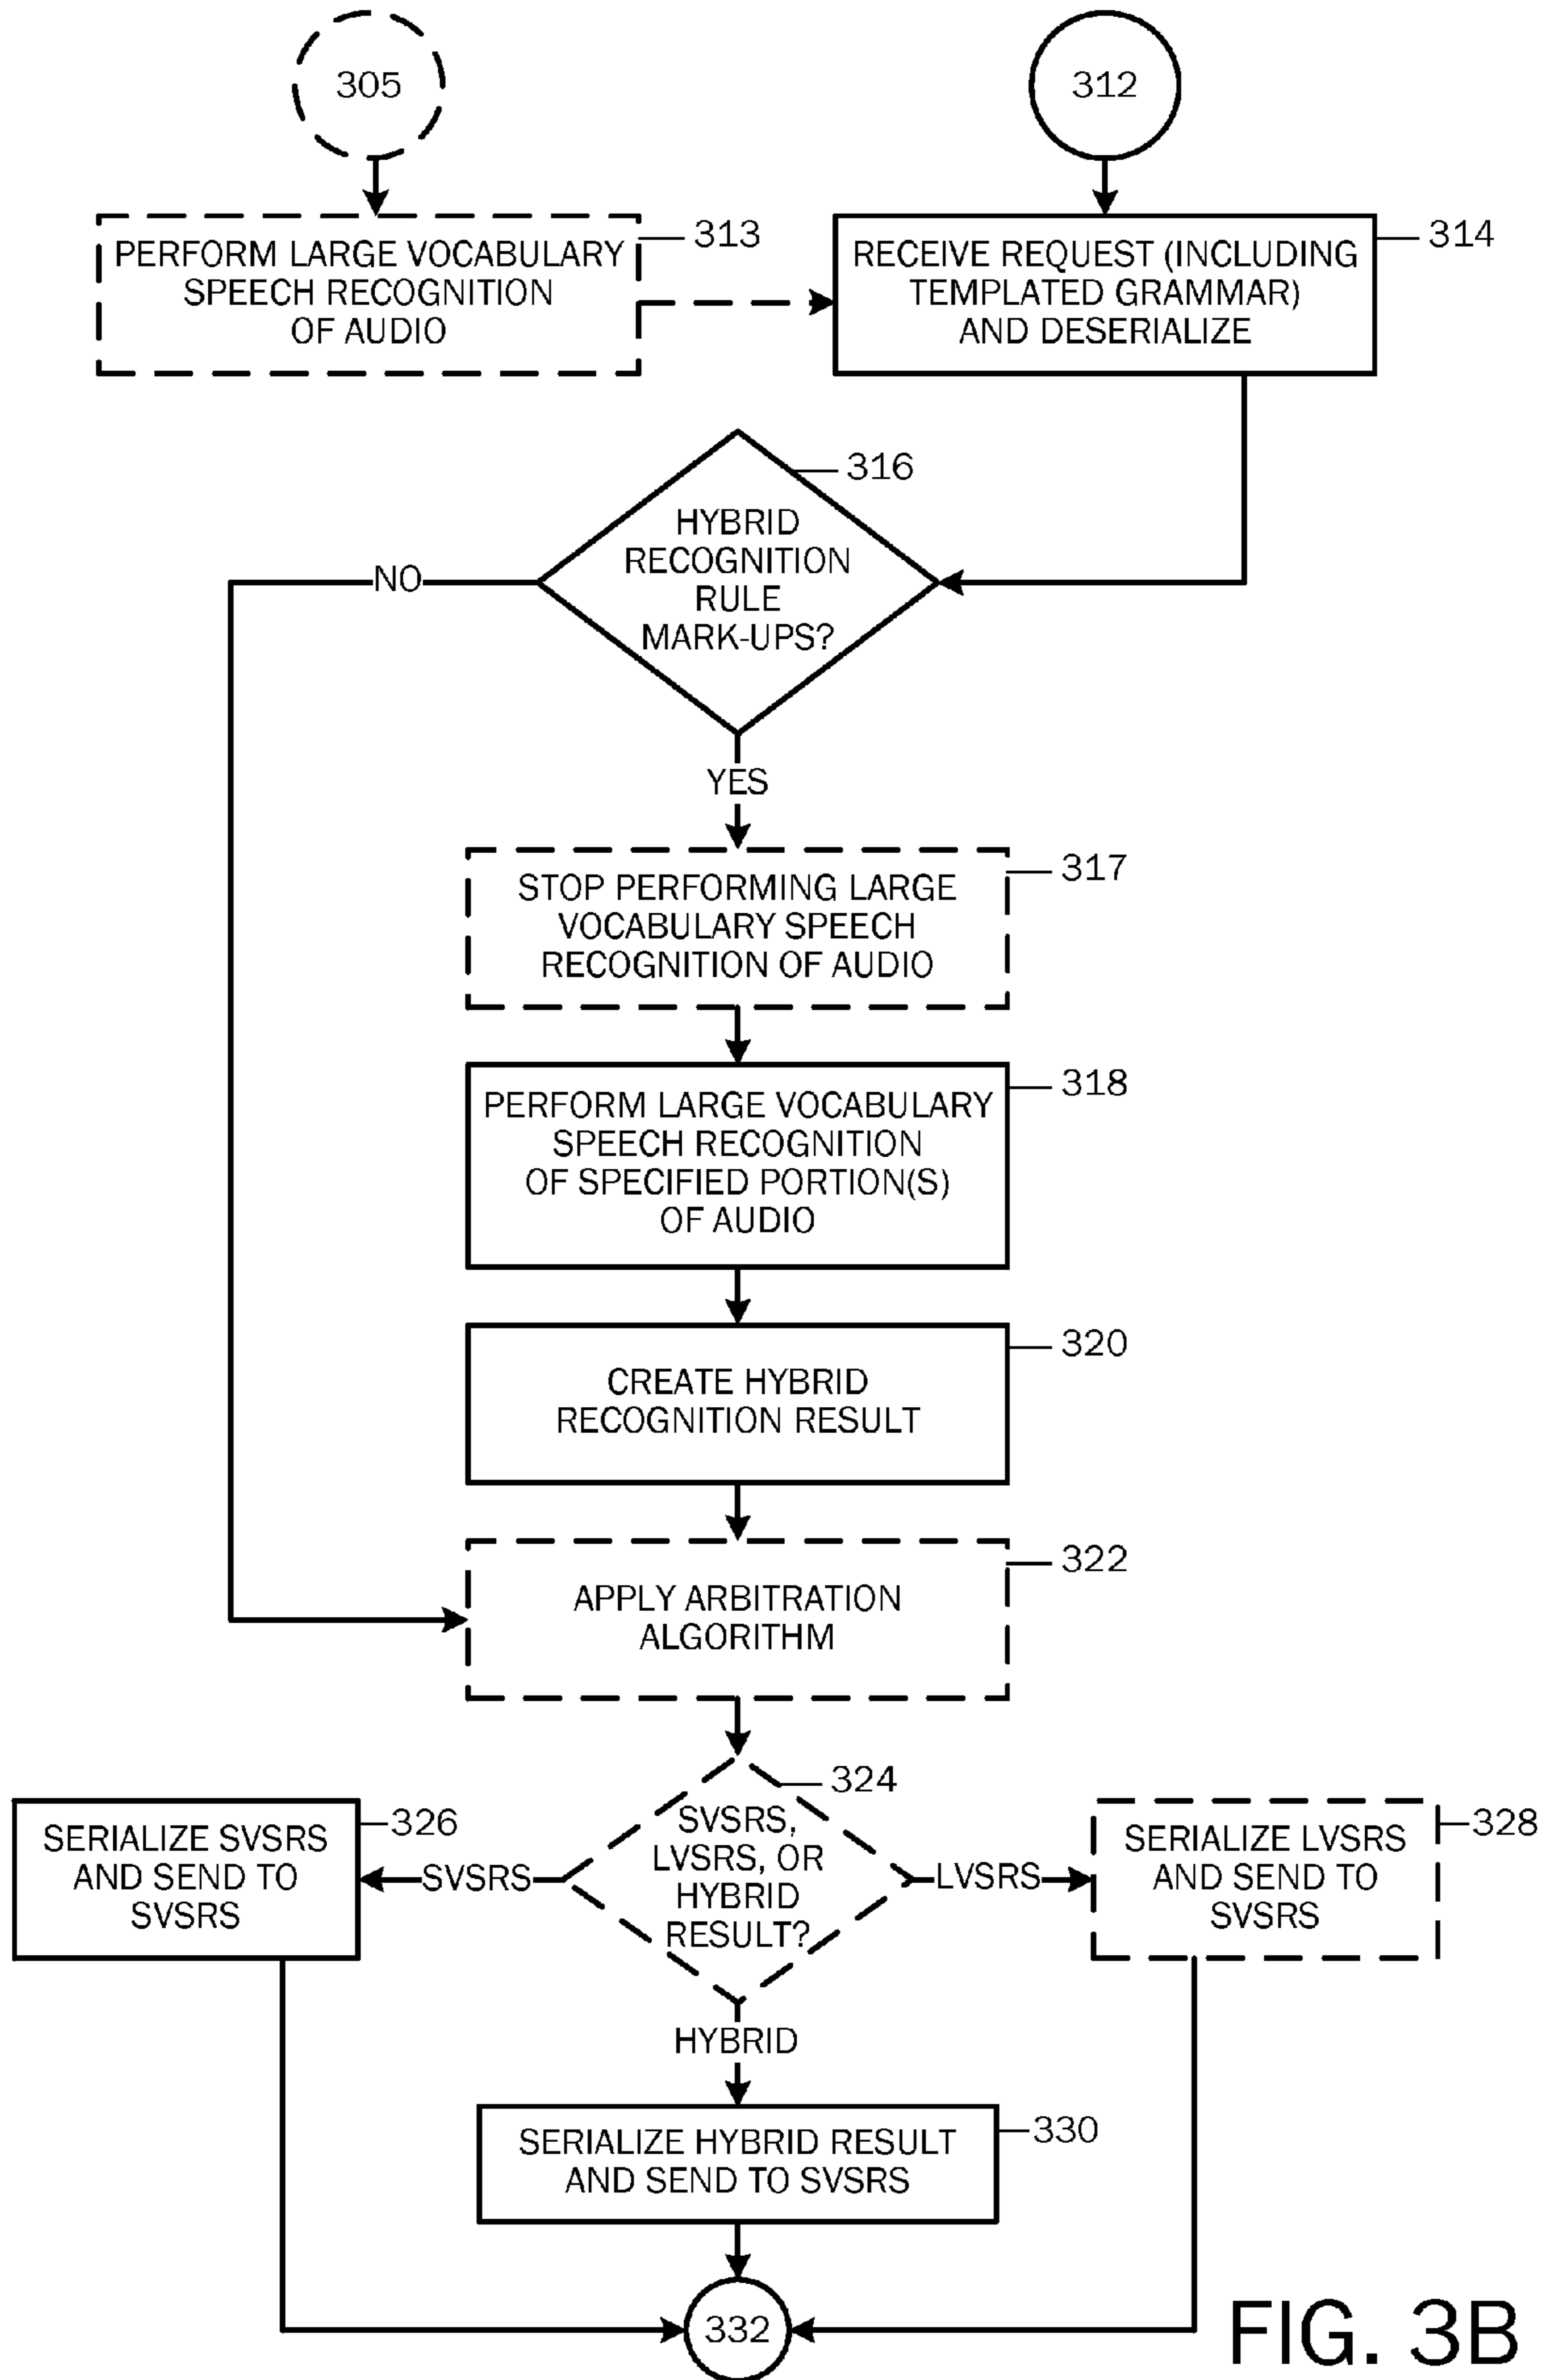 305
312
PERFORM LARGE VOCABULARY
SPEECH RECOGNITION
OF AUDIO
313
RECEIVE REQUEST (INCLUDING
TEMPLATED GRAMMAR)
AND DESERIALIZE
314
316
HYBRID
RECOGNITION
RULE
MARK-UPS?
NO
YES
STOP PERFORMING LARGE
VOCABULARY SPEECH
RECOGNITION OF AUDIO
317
PERFORM LARGE VOCABULARY
SPEECH RECOGNITION
OF SPECIFIED PORTION(S)
OF AUDIO
318
CREATE HYBRID
RECOGNITION RESULT
320
APPLY ARBITRATION
ALGORITHM
322
324
SVSRS,
LVSRS, OR
HYBRID
RESULT?
SERIALIZE SVSRS
AND SEND TO
SVSRS
326
SVSRS
LVSRS
SERIALIZE LVSRS
AND SEND TO
SVSRS
328
HYBRID
SERIALIZE HYBRID RESULT
AND SEND TO SVSRS
330
332
FIG. 3B